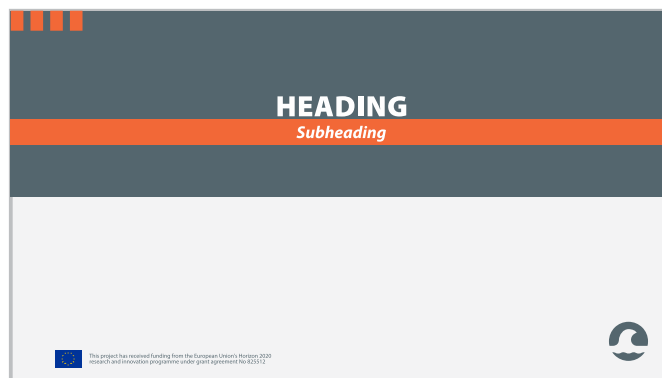 HEADING
Subheading
This project has received funding from the European Union's Horizon 2020
research and innovation programme under grant agreement No 825512